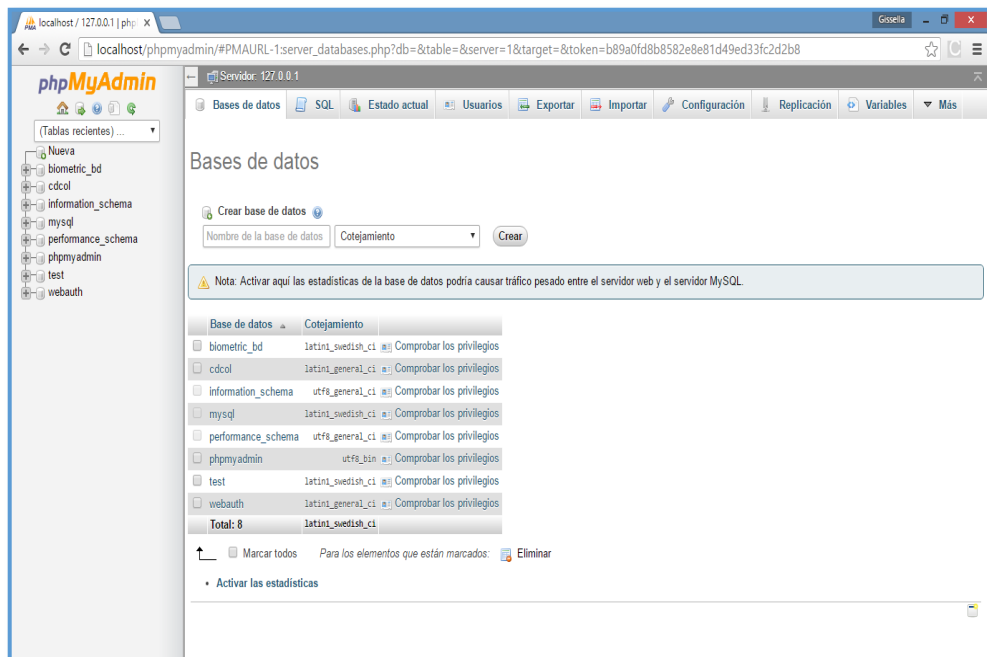 localhost / 127.0.0.1 | php
Gissella
localhost/phpmyadmin/#PMAURL-1:server_databases.php?db=&table=&server=1&target=&token=b89a0fd8b8582e8e81d49ed33fc2d2b8
phpMyAdmin
(Tablas recientes) ...
Nueva
biometric_bd
cdcol
information_schema
mysql
performance_schema
phpmyadmin
test
webauth
Servidor: 127.0.0.1
Bases de datos SQL Estado actual Usuarios Exportar Importar Configuración Replicación Variables Más
Bases de datos
Crear base de datos
Nombre de la base de datos Cotejamiento Crear
Nota: Activar aquí las estadísticas de la base de datos podría causar tráfico pesado entre el servidor web y el servidor MySQL.
Base de datos Cotejamiento
biometric_bd latin1_swedish_ci Comprobar los privilegios
cdcol latin1_general_ci Comprobar los privilegios
information_schema utf8_general_ci Comprobar los privilegios
mysql latin1_swedish_ci Comprobar los privilegios
performance_schema utf8_general_ci Comprobar los privilegios
phpmyadmin utf8_bin Comprobar los privilegios
test latin1_swedish_ci Comprobar los privilegios
webauth latin1_general_ci Comprobar los privilegios
Total: 8 latin1_swedish_ci
Marcar todos Para los elementos que están marcados: Eliminar
Activar las estadísticas